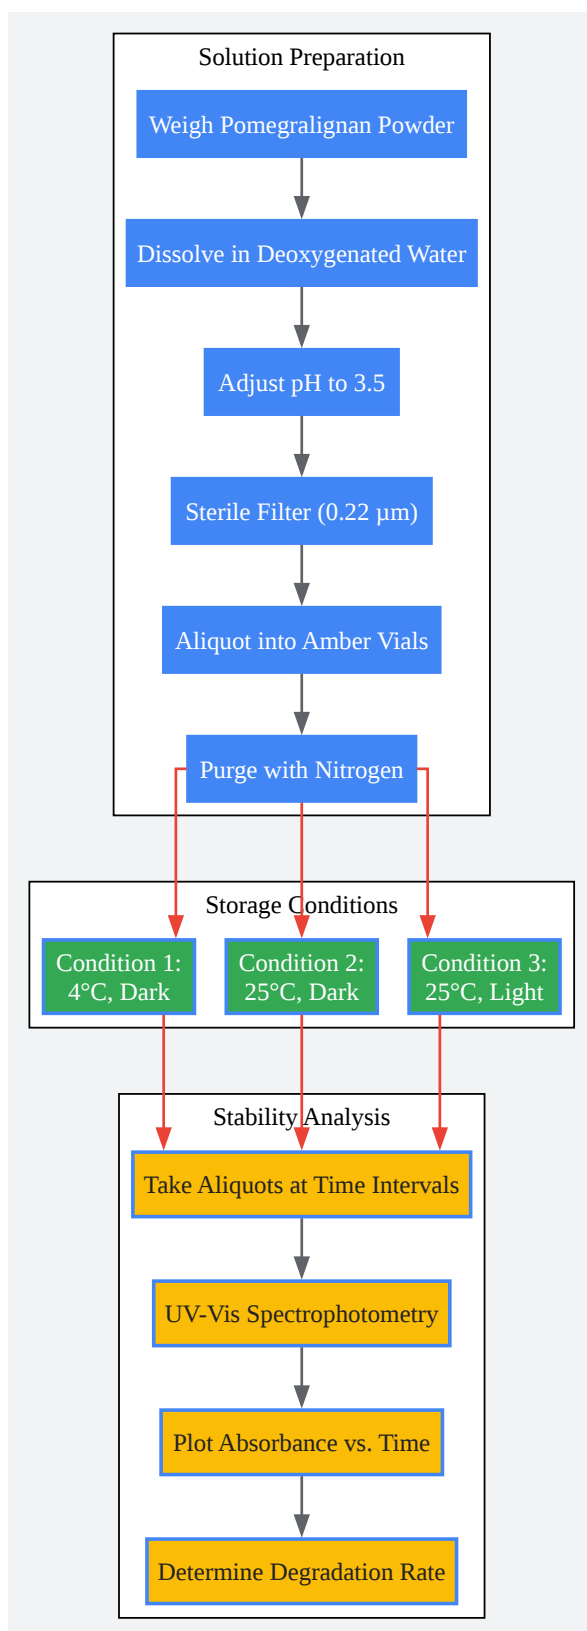 Solution Preparation
Weigh Pomegralignan Powder
Dissolve in Deoxygenated Water
Adjust pH to 3.5
Sterile Filter (0.22 µm)
Aliquot into Amber Vials
Purge with Nitrogen
Storage Conditions
Condition 1:
4°C, Dark
Condition 2:
25°C, Dark
Condition 3:
25°C, Light
Stability Analysis
Take Aliquots at Time Intervals
UV-Vis Spectrophotometry
Plot Absorbance vs. Time
Determine Degradation Rate